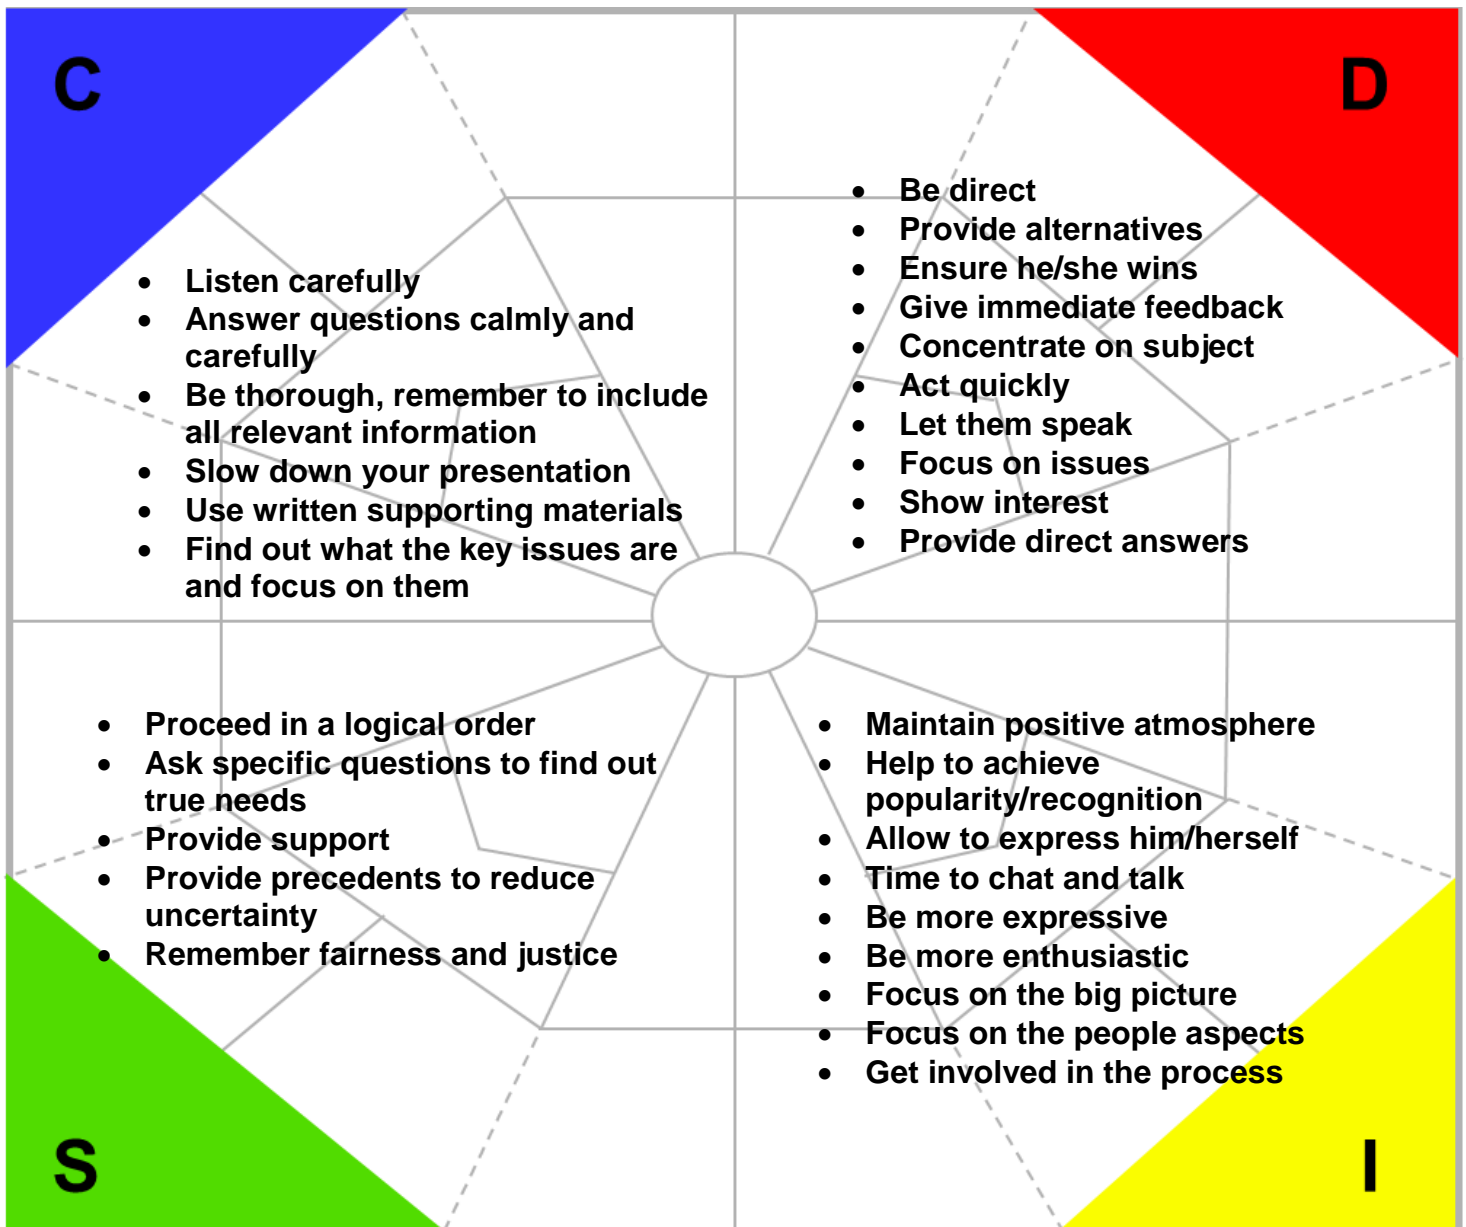 C
D
• Listen carefully
• Answer questions calmly and
carefully
• Be thorough, remember to include
all relevant information
• Slow down your presentation
• Use written supporting materials
• Find out what the key issues are
and focus on them
• Be direct
• Provide alternatives
• Ensure he/she wins
• Give immediate feedback
• Concentrate on subject
• Act quickly
• Let them speak
• Focus on issues
• Show interest
• Provide direct answers
• Proceed in a logical order
• Ask specific questions to find out
true needs
• Provide support
• Provide precedents to reduce
uncertainty
• Remember fairness and justice
• Maintain positive atmosphere
• Help to achieve
popularity/recognition
• Allow to express him/herself
• Time to chat and talk
• Be more expressive
• Be more enthusiastic
• Focus on the big picture
• Focus on the people aspects
• Get involved in the process
S
I